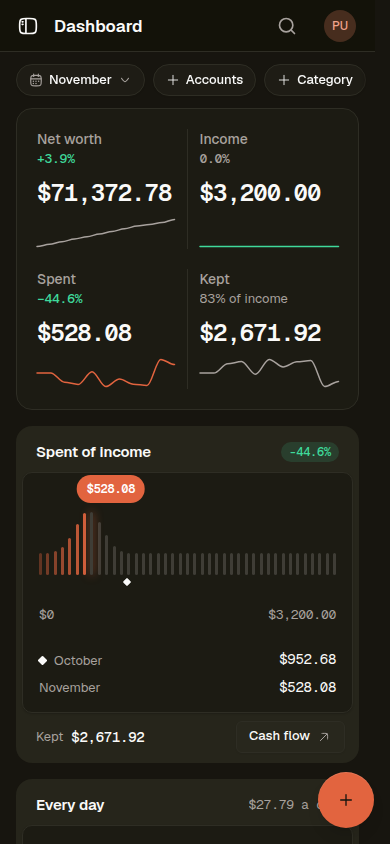 Dashboard
PU
November
Accounts
Category
Net worth
+3.9%
$71,372.78
Income
0.0%
$3,200.00
Spent
−44.6%
$528.08
Kept
83% of income
$2,671.92
Spent of income
-44.6%
$528.08
$0
$3,200.00
October
$952.68
November
$528.08
Kept $2,671.92
Cash flow
Every day
$27.79 a